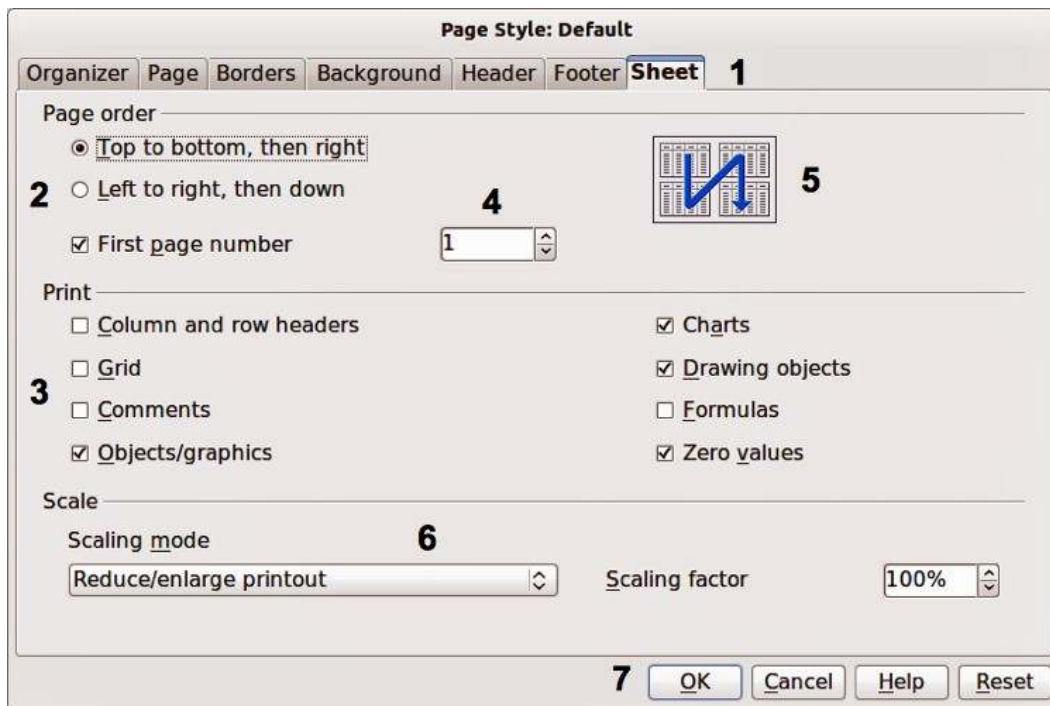 Page Style: Default
Organizer Page Borders Background Header Footer Sheet 1
Page order
Top to bottom, then right
2 Left to right, then down 4 5
First page number 1
Print
Column and row headers Charts
Grid Drawing objects
3
Comments Formulas
Objects/graphics Zero values
Scale
Scaling mode 6
Reduce/enlarge printout Scaling factor 100%
7 OK Cancel Help Reset